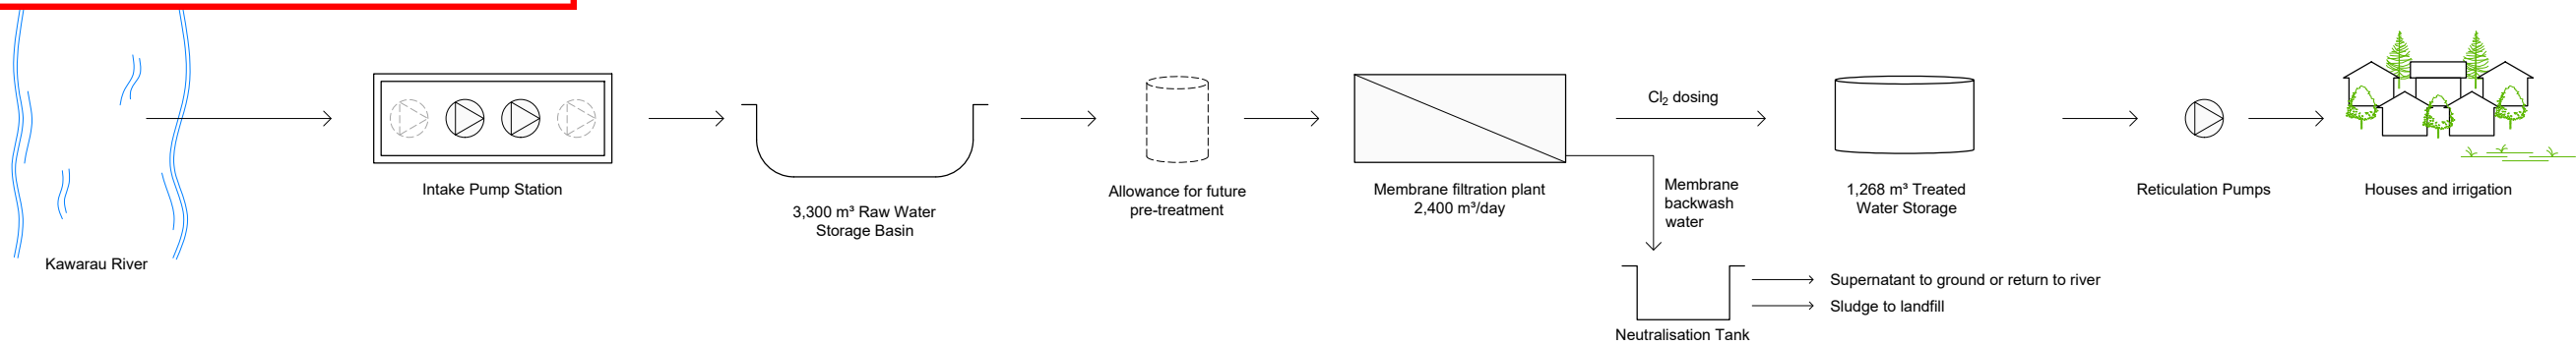 Kawarau River
Intake Pump Station
3,300 m³ Raw Water
Storage Basin
Allowance for future
pre-treatment
Membrane filtration plant
2,400 m³/day
Cl₂ dosing
Membrane
backwash
water
Neutralisation Tank
Supernatant to ground or return to river
Sludge to landfill
1,268 m³ Treated
Water Storage
Reticulation Pumps
Houses and irrigation